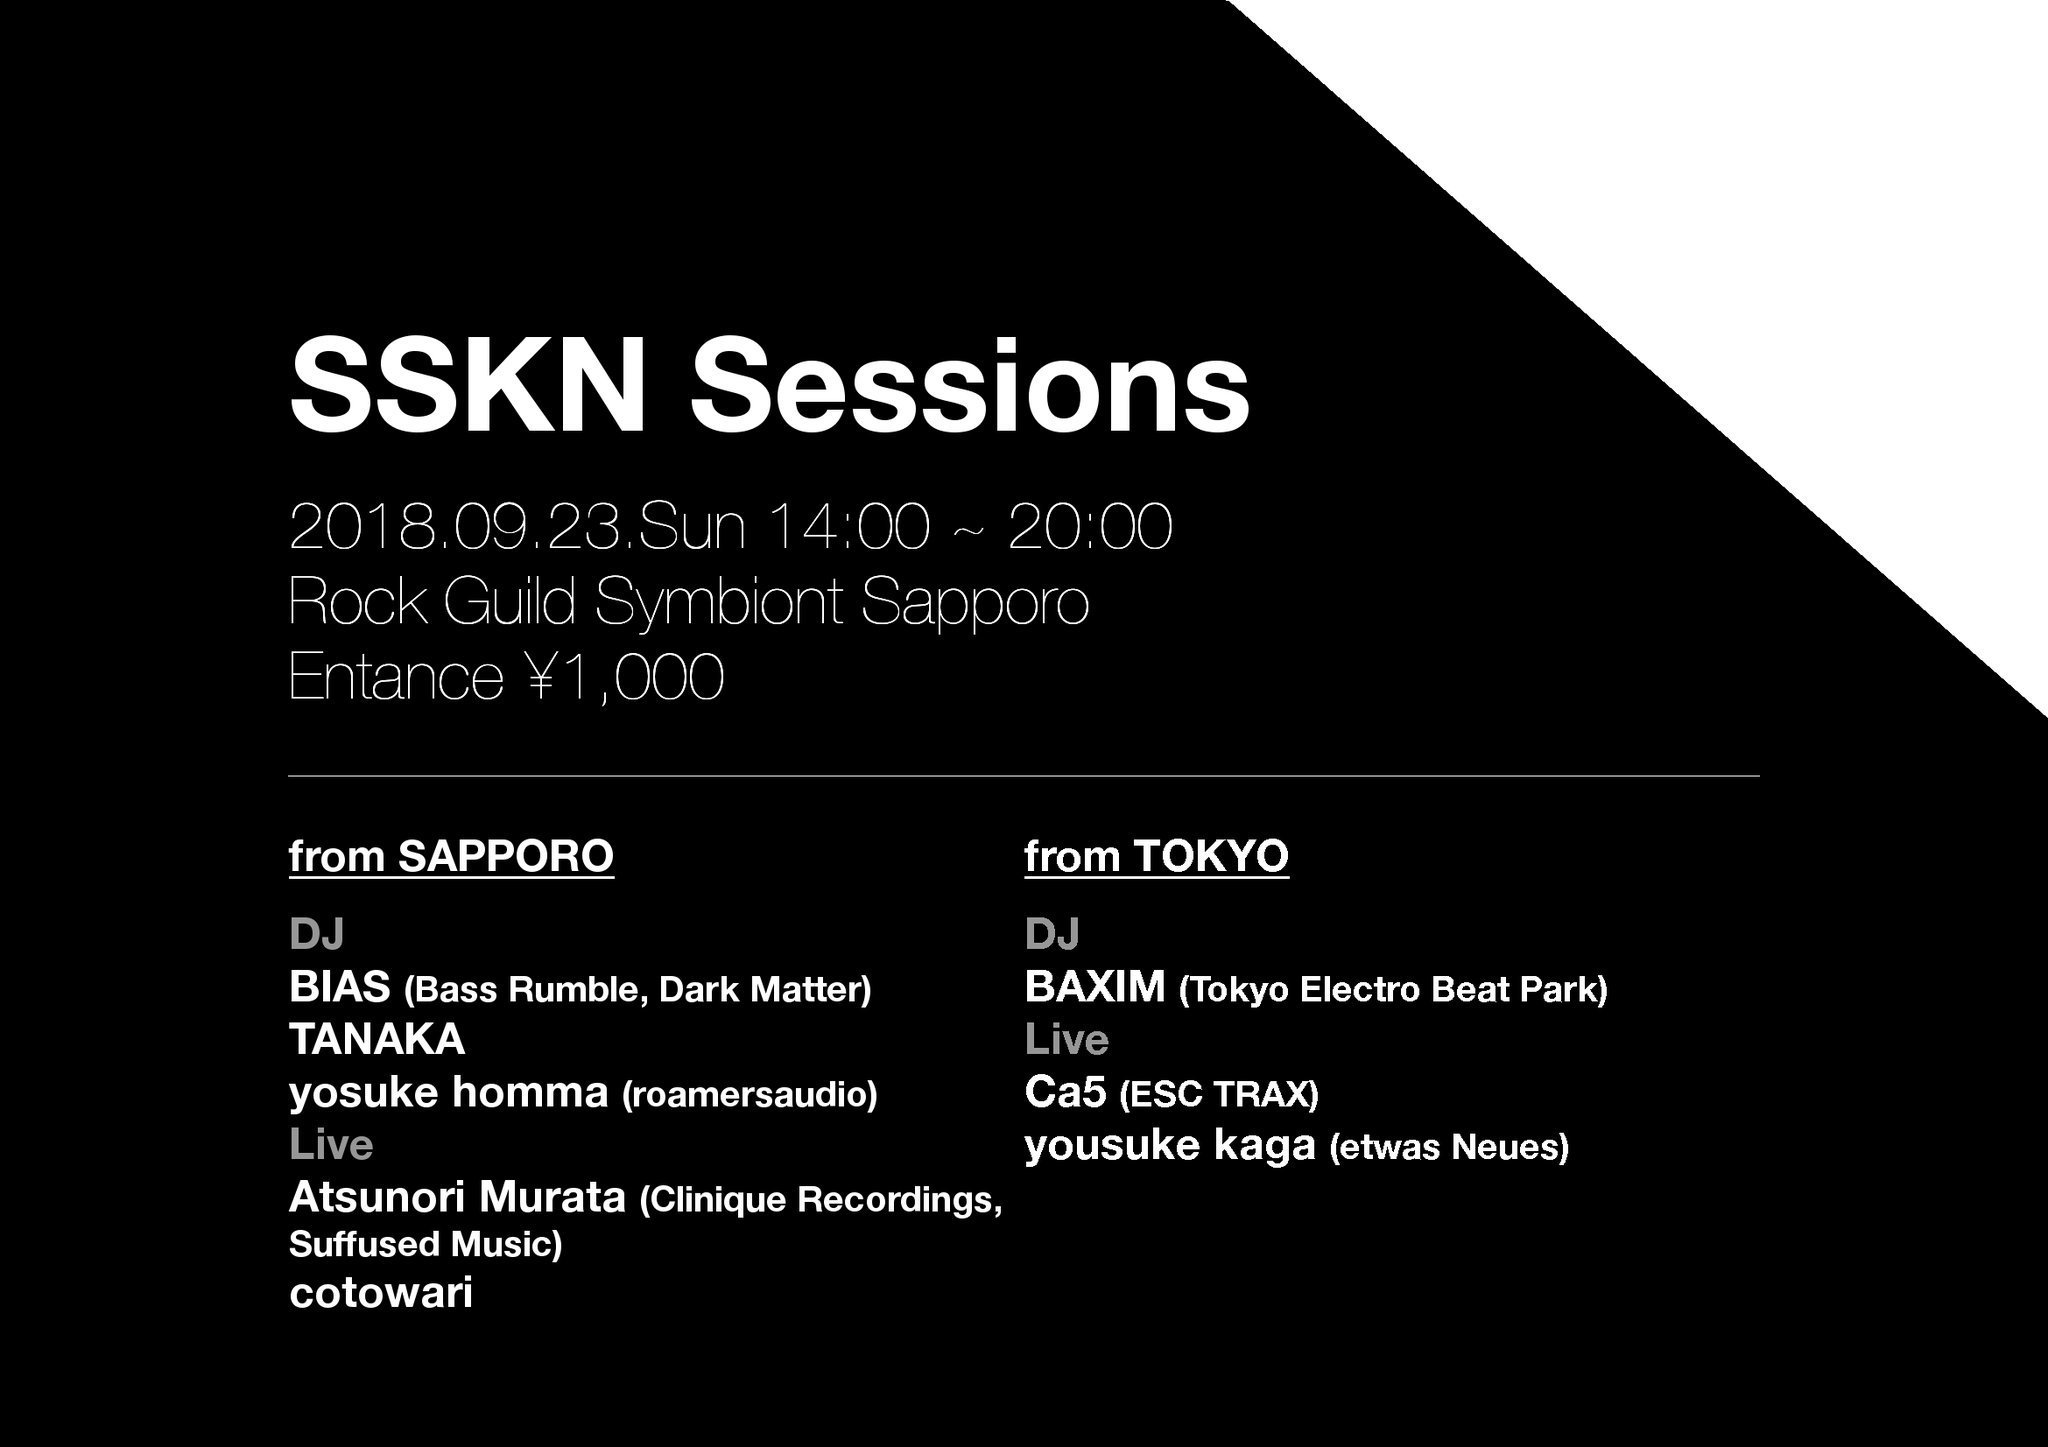 SSKN Sessions
2018.09.23.Sun 14:00 ~ 20:00
Rock Guild Symbiont Sapporo
Entance ¥1,000
from SAPPORO
DJ
BIAS (Bass Rumble, Dark Matter)
TANAKA
yosuke homma (roamersaudio)
Live
Atsunori Murata (Clinique Recordings,
Suffused Music)
cotowari
from TOKYO
DJ
BAXIM (Tokyo Electro Beat Park)
Live
Ca5 (ESC TRAX)
yousuke kaga (etwas Neues)